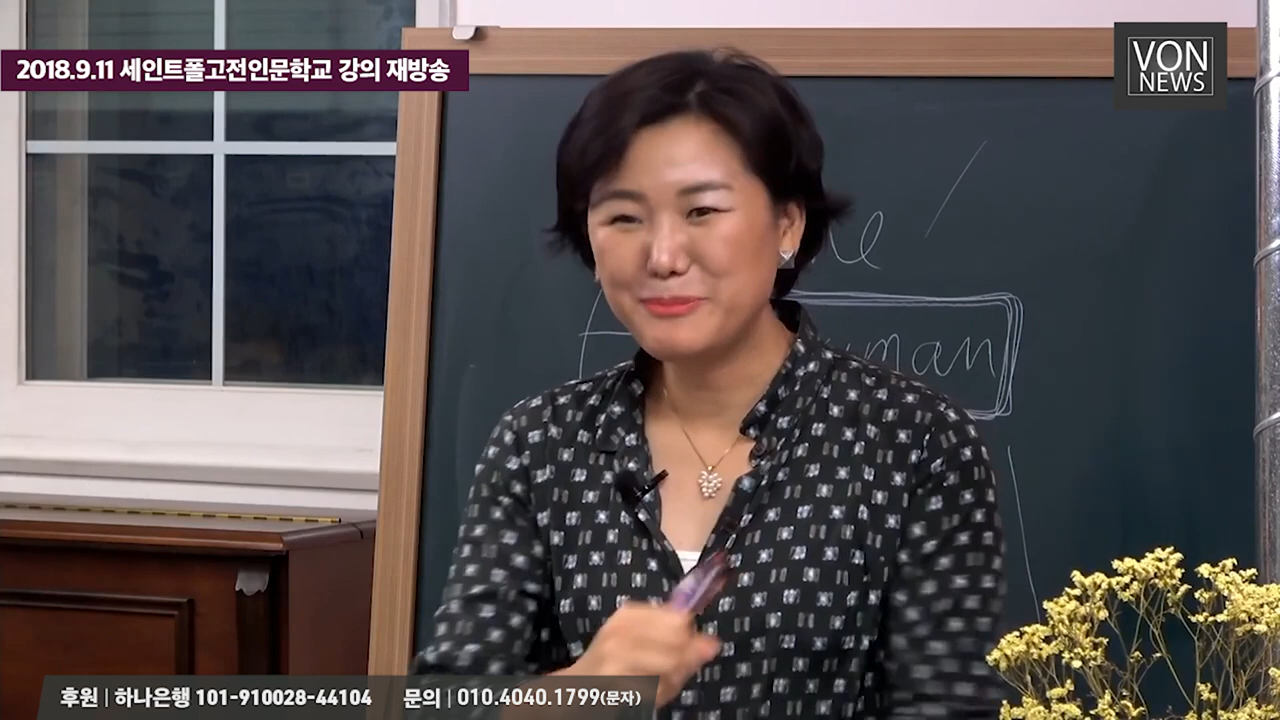 2018.9.11 세인트폴고전인문학교 강의 재방송
VON
NEWS
후원 | 하나은행 101-910028-44104 문의 | 010.4040.1799(문자)